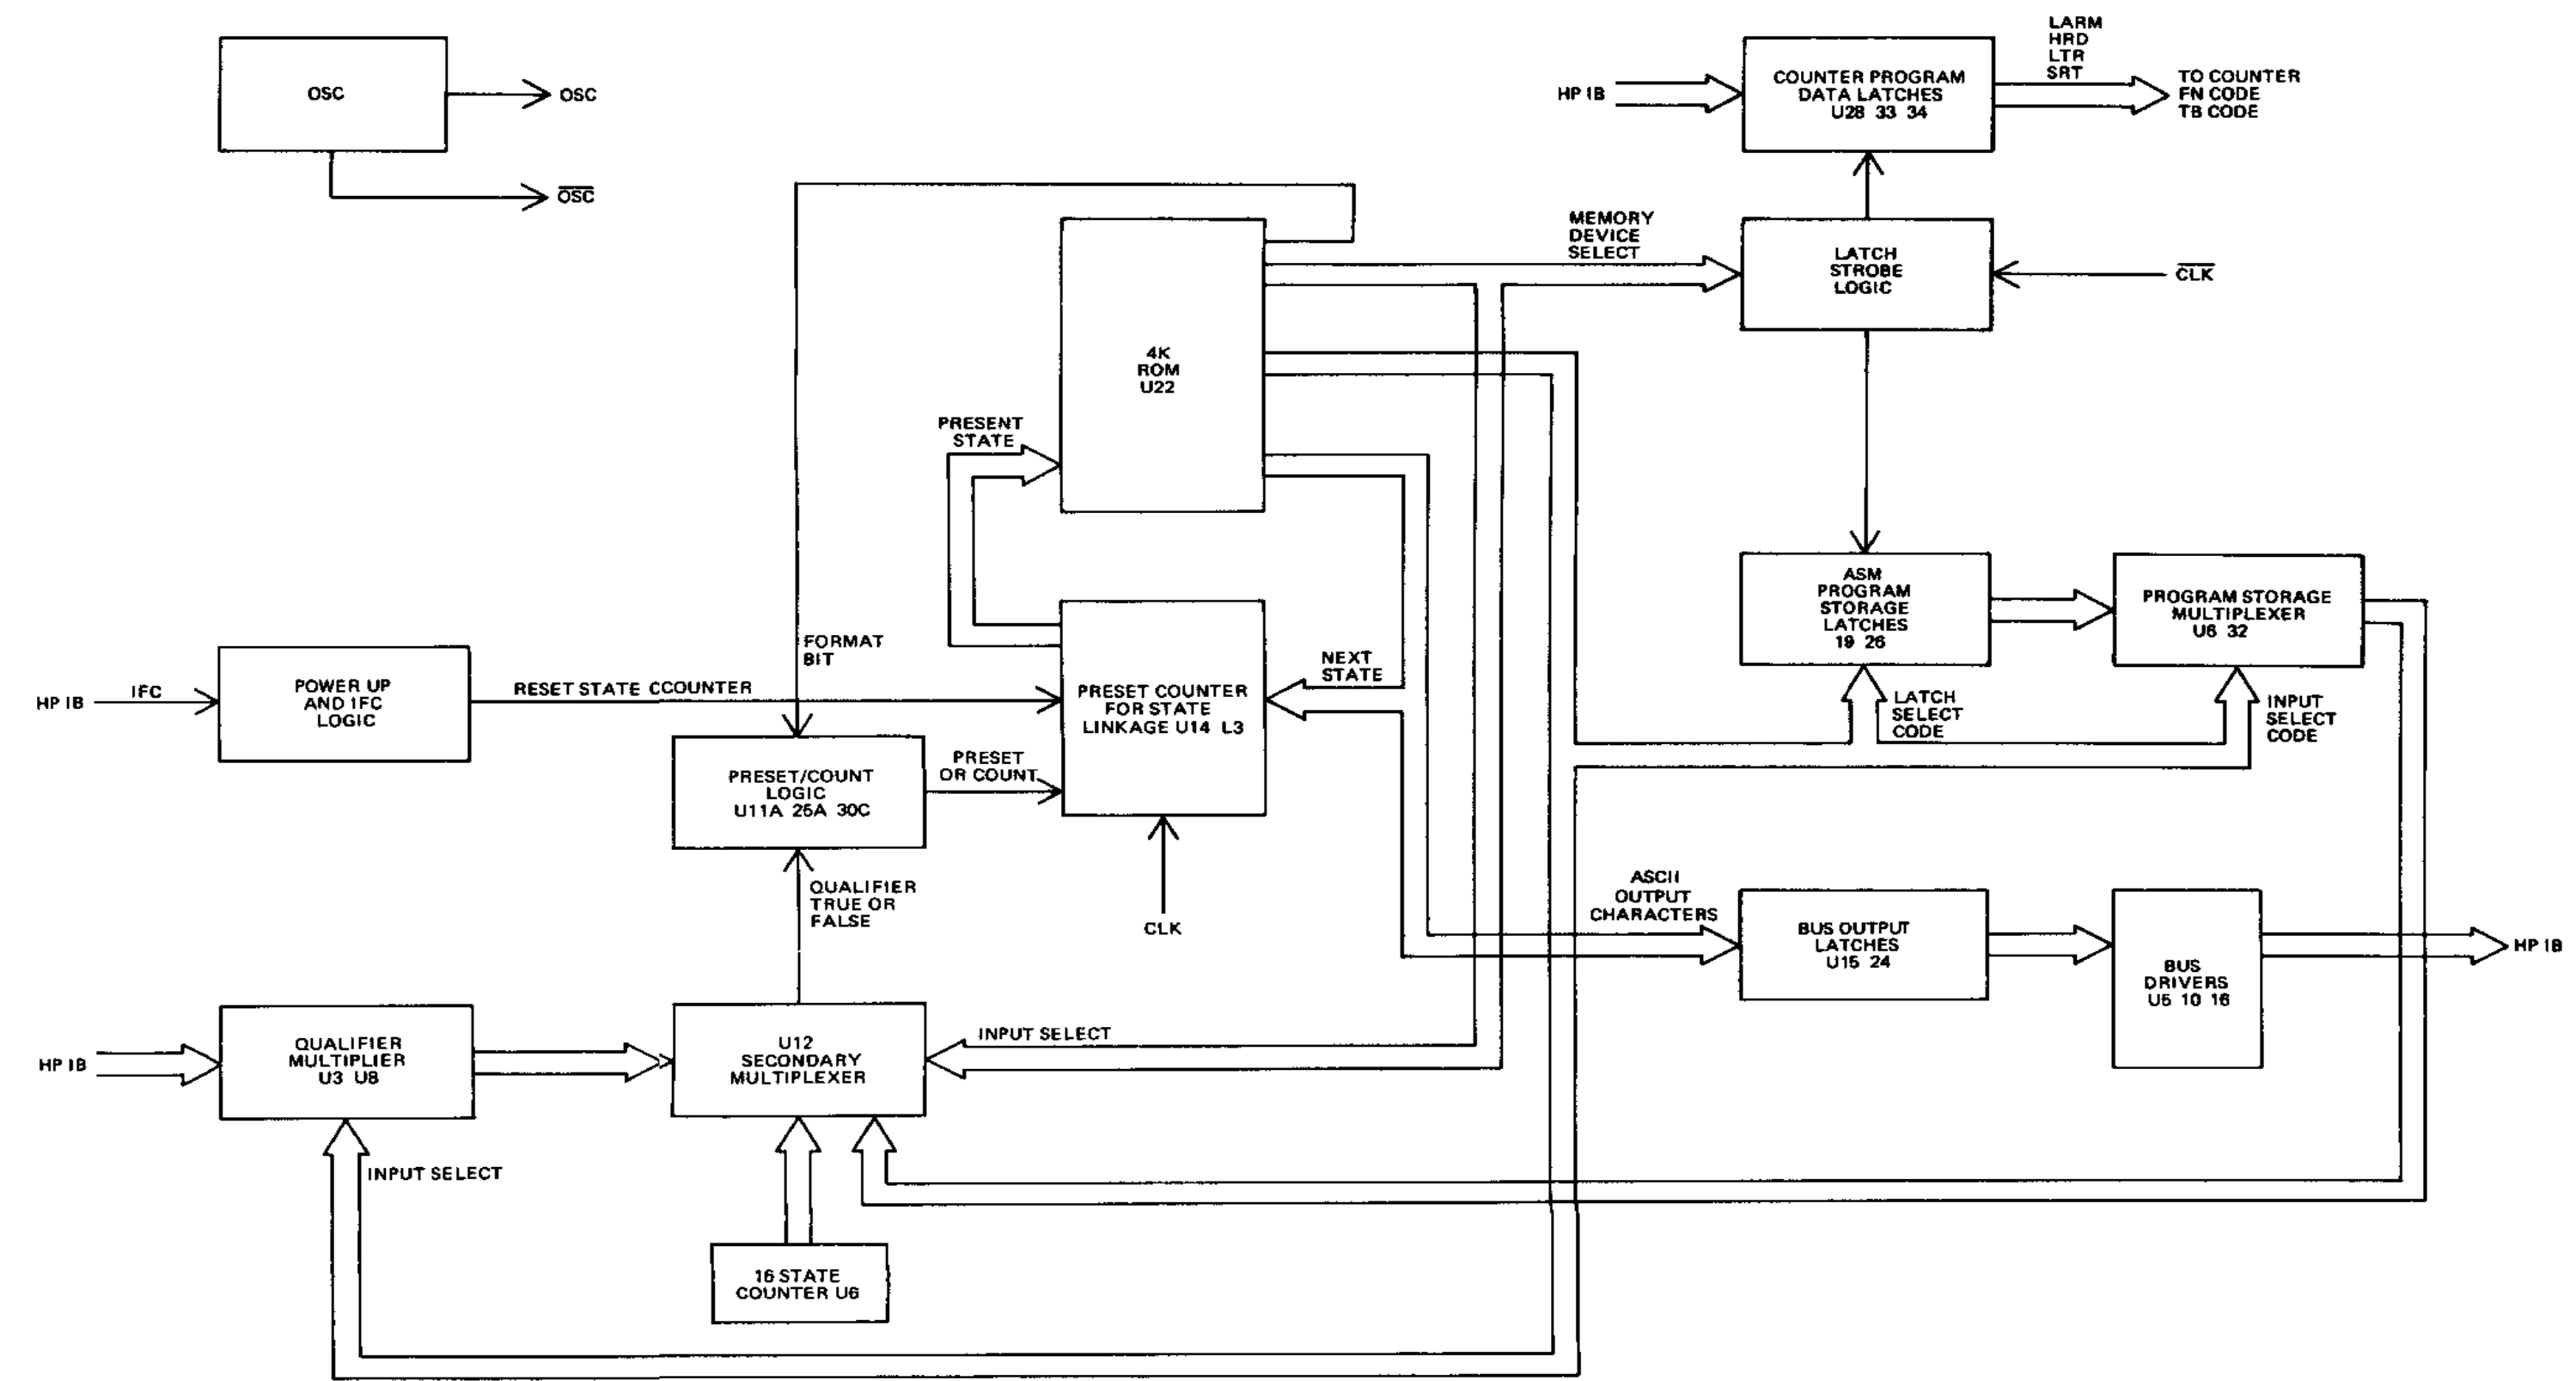 OSC
OSC
OSC
HP IB
COUNTER PROGRAM
DATA LATCHES
U28 33 34
LARM
HRD
LTR
SRT
TO COUNTER
FN CODE
TB CODE
MEMORY
DEVICE
SELECT
LATCH
STROBE
LOGIC
CLK
4K
ROM
U22
PRESENT
STATE
FORMAT
BIT
HP IB
IFC
POWER UP
AND IFC
LOGIC
RESET STATE CCOUNTER
PRESET COUNTER
FOR STATE
LINKAGE U14 L3
NEXT
STATE
ASM
PROGRAM
STORAGE
LATCHES
19 26
PROGRAM STORAGE
MULTIPLEXER
U6 32
LATCH
SELECT
CODE
INPUT
SELECT
CODE
PRESET/COUNT
LOGIC
U11A 25A 30C
PRESET
OR COUNT
CLK
QUALIFIER
TRUE OR
FALSE
ASCII
OUTPUT
CHARACTERS
BUS OUTPUT
LATCHES
U15 24
BUS
DRIVERS
U5 10 16
HP IB
HP IB
QUALIFIER
MULTIPLIER
U3 U8
U12
SECONDARY
MULTIPLEXER
INPUT SELECT
INPUT SELECT
16 STATE
COUNTER U6